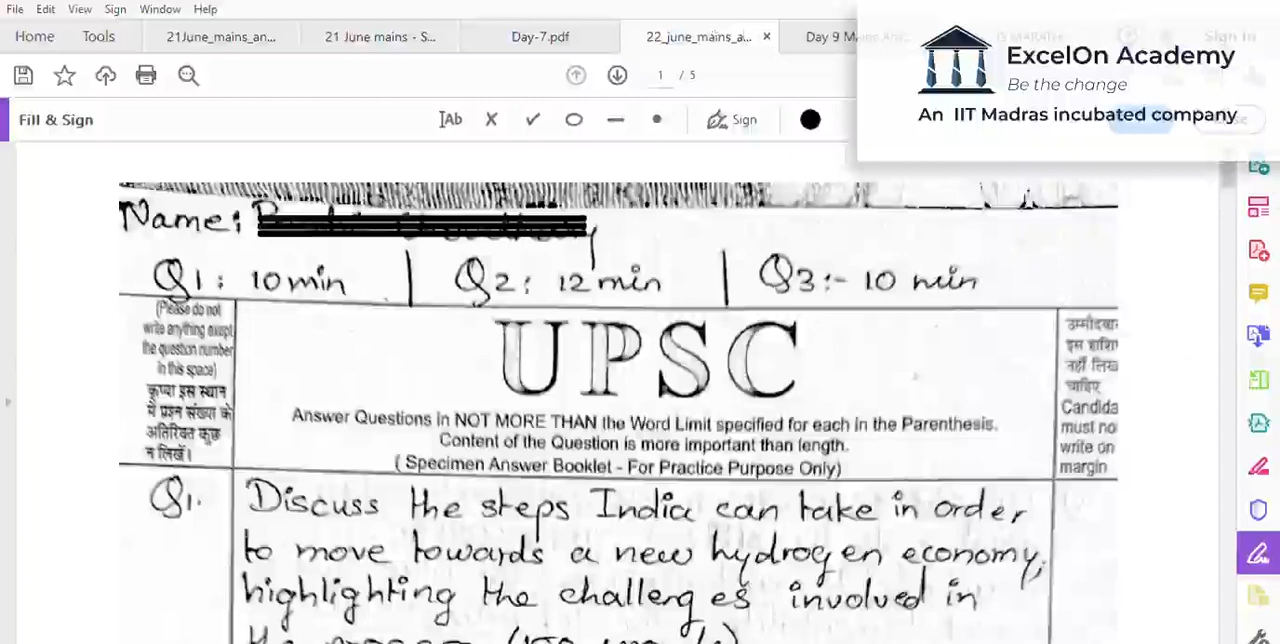 File Edit View Sign Window Help
Home Tools 21June_mains_an... 21 June mains - S... Day-7.pdf 22_june_mains_a... × Day 9 M
1 / 5
Fill & Sign IAb Sign
ExcelOn Academy
Be the change
An IIT Madras incubated company
Name:
Q1: 10 min | Q2: 12 min | Q3:- 10 min
(Please do not
write anything exept
the question number
in this space)
कृप्या इस स्थान
में प्रश्न संख्या के
अतिरिक्त कुछ
न लिखें।
UPSC
Answer Questions in NOT MORE THAN the Word Limit specified for each in the Parenthesis.
Content of the Question is more important than length.
( Specimen Answer Booklet - For Practice Purpose Only)
इस
नहीं
चाहिए
Candida
must no
write on
margin
Q1. Discuss the steps India can take in order
to move towards a new hydrogen economy,
highlighting the challenges involved in